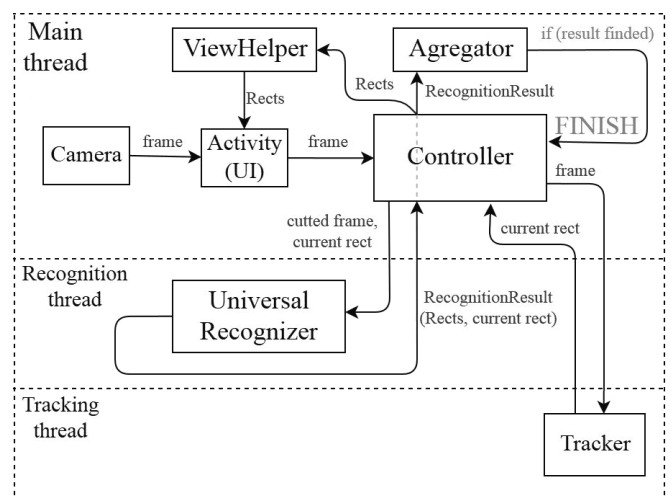 Main
thread
ViewHelper
Agregator
if (result finded)
Rects
RecognitionResult
Rects
FINISH
Camera
frame
Activity
(UI)
frame
Controller
frame
cutted frame,
current rect
current rect
Recognition
thread
Universal
Recognizer
RecognitionResult
(Rects, current rect)
Tracking
thread
Tracker